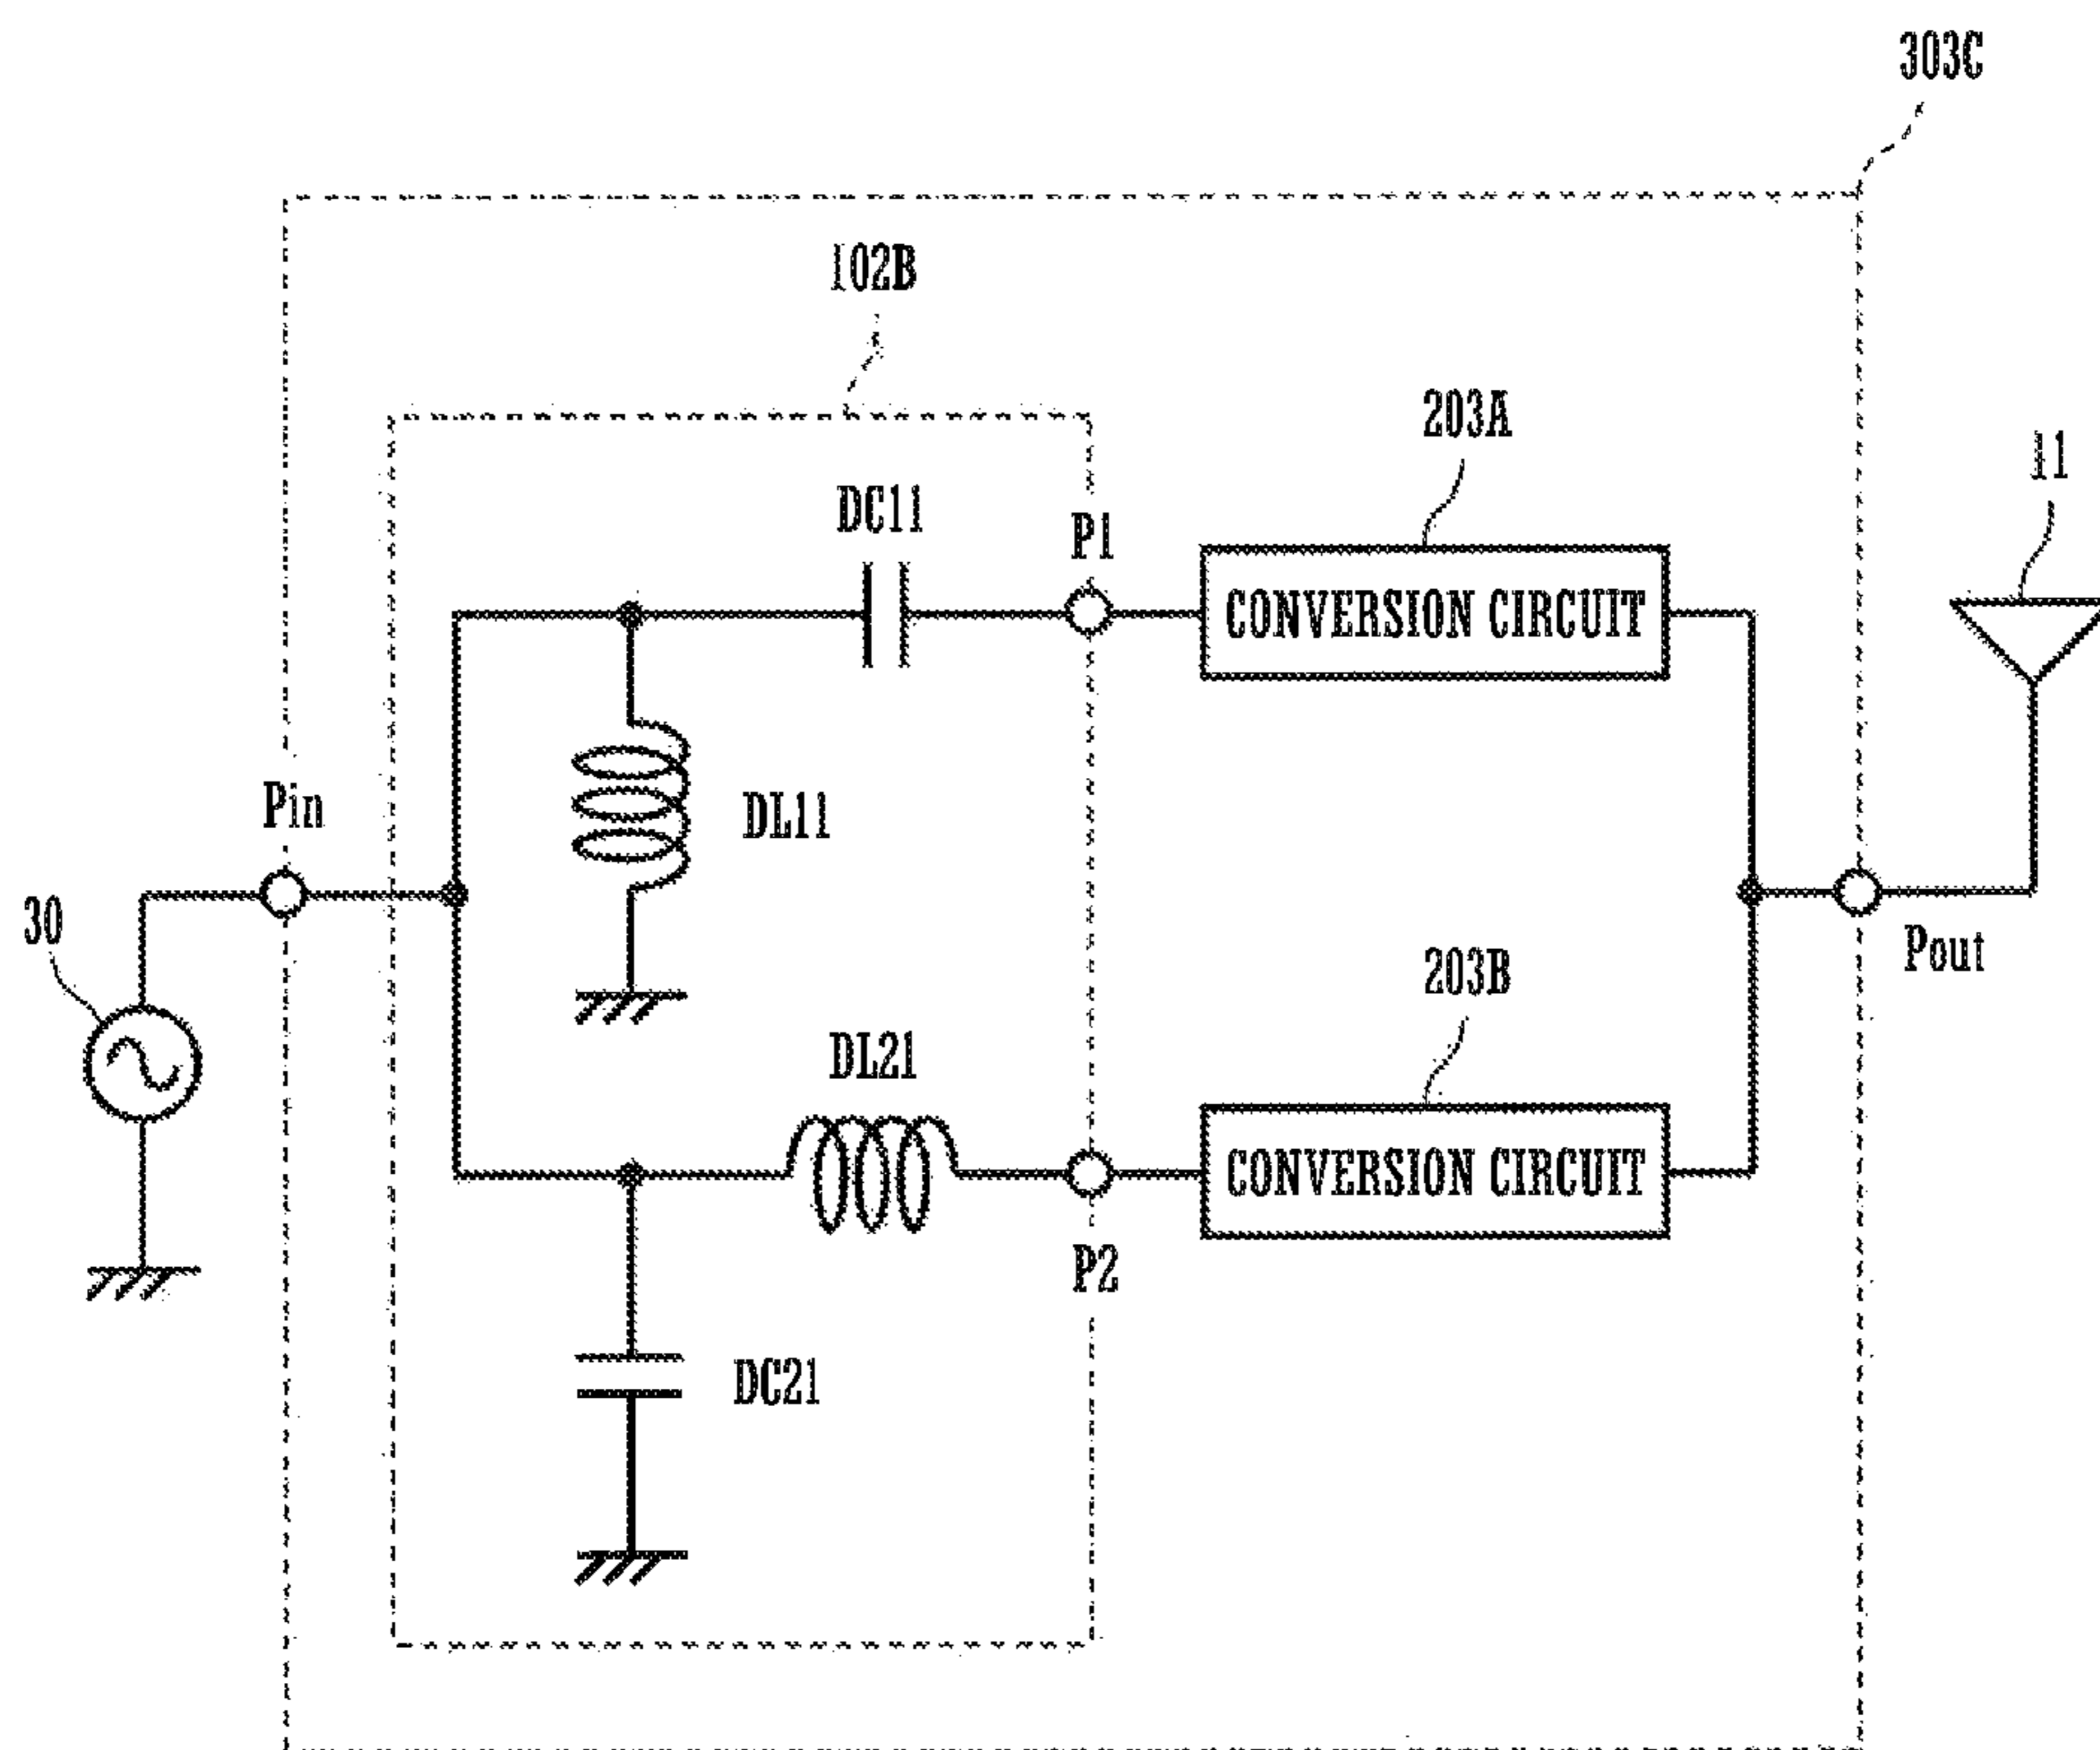 303C
102B
203A
11
DC11
P1
CONVERSION CIRCUIT
Pin
DL11
30
Pout
203B
DL21
CONVERSION CIRCUIT
P2
DC21